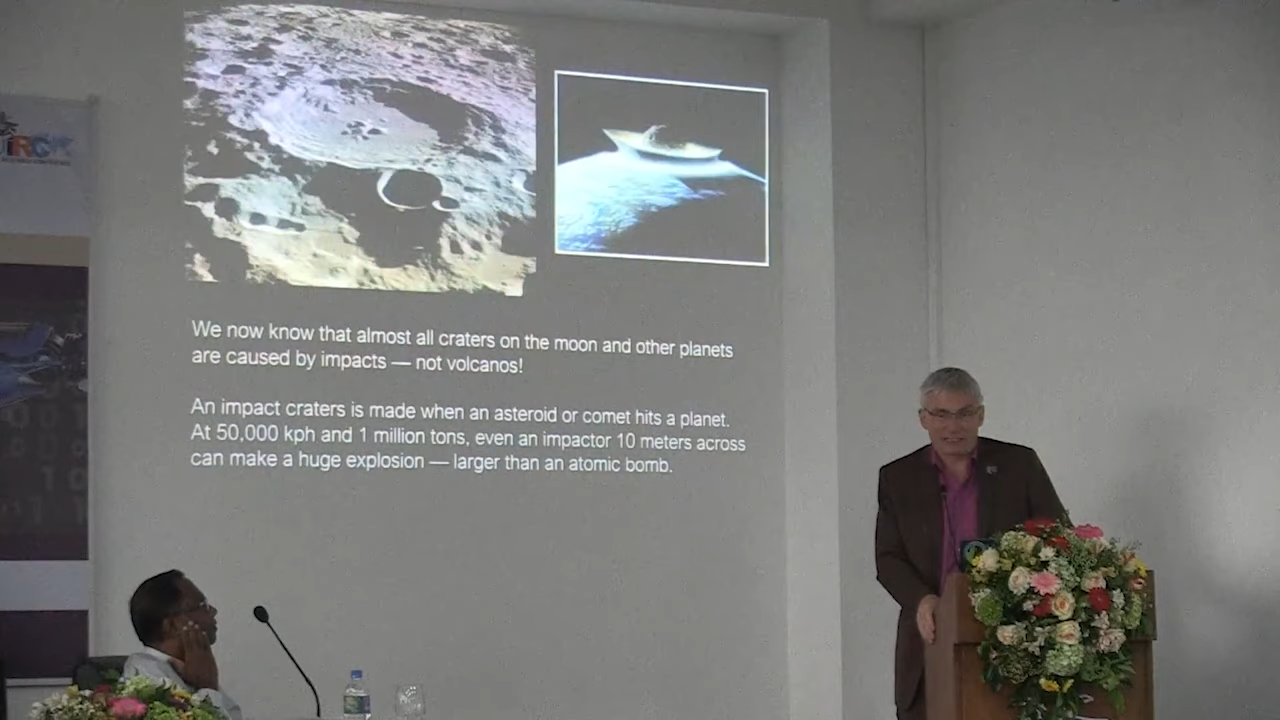 iRC
We now know that almost all craters on the moon and other planets
are caused by impacts — not volcanos!
An impact craters is made when an asteroid or comet hits a planet.
At 50,000 kph and 1 million tons, even an impactor 10 meters across
can make a huge explosion — larger than an atomic bomb.